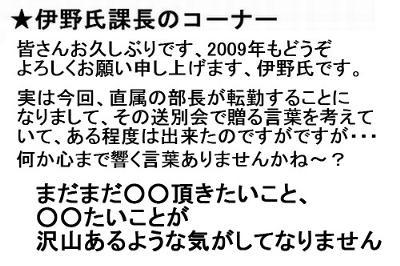 ★伊野氏課長のコーナー
皆さんお久しぶりです、2009年もどうぞ
よろしくお願い申し上げます、伊野氏です。
実は今回、直属の部長が転勤することに
なりまして、その送別会で贈る言葉を考えて
いて、ある程度は出来たのですがですが・・・
何か心まで響く言葉ありませんかね～？
まだまだ〇〇頂きたいこと、
〇〇たいことが
沢山あるような気がしてなりません